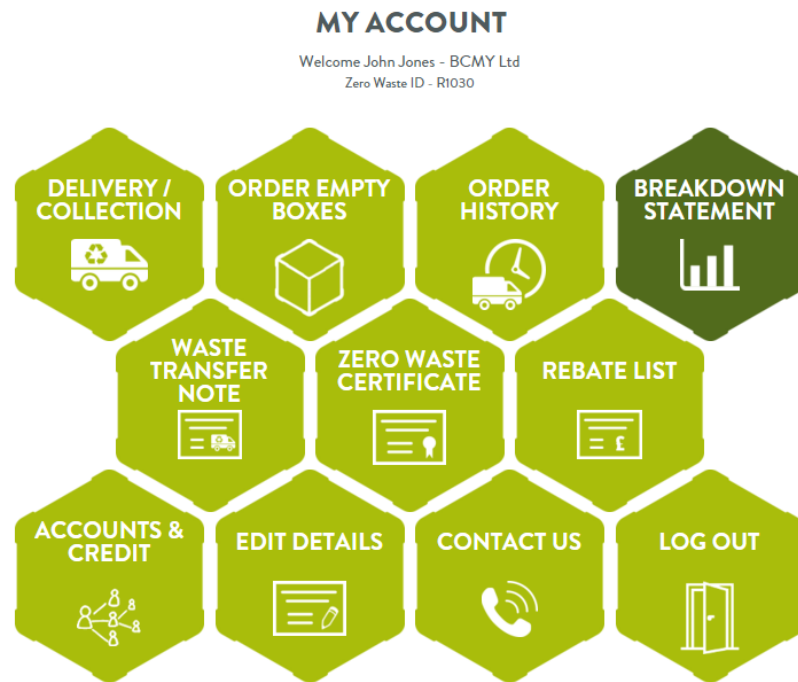 MY ACCOUNT
Welcome John Jones - BCMY Ltd
Zero Waste ID - R1030
DELIVERY /
COLLECTION
ORDER EMPTY
BOXES
ORDER
HISTORY
BREAKDOWN
STATEMENT
WASTE
TRANSFER
NOTE
ZERO WASTE
CERTIFICATE
REBATE LIST
£
ACCOUNTS &
CREDIT
EDIT DETAILS
CONTACT US
LOG OUT